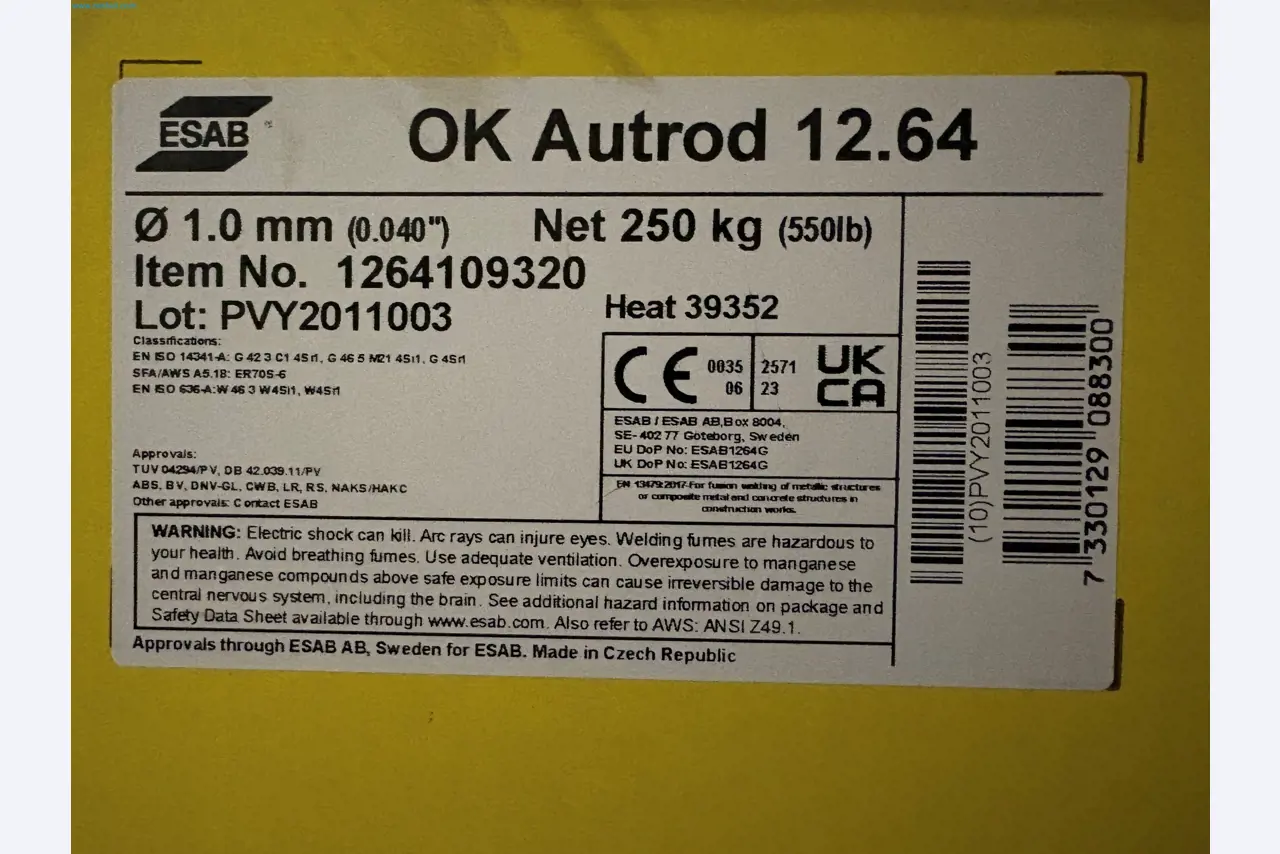 ESAB
OK Autrod 12.64
Ø 1.0 mm (0.040") Net 250 kg (550lb)
Item No. 1264109320
Lot: PVY2011003
Heat 39352
Classifications:
EN ISO 14341-A: G 42 3 C1 4Si1, G 46 5 M21 4Si1, G 4Si1
SFA/AWS A5.18: ER70S-6
EN ISO 636-A:W 46 3 W4Si1, W4Si1
Approvals:
TUV 04294/PV, DB 42.039.11/PV
ABS, BV, DNV-GL, CWB, LR, RS, NAKS/HAKC
Other approvals: Contact ESAB
CE 0035
06
2571
23
UK
CA
ESAB / ESAB AB,Box 8004,
SE-402 77 Goteborg, Sweden
EU DoP No: ESAB1264G
UK DoP No: ESAB1264G
EN 13479:2017-For fusion welding of metallic structures
or composite metal and concrete structures in
construction works.
WARNING: Electric shock can kill. Arc rays can injure eyes. Welding fumes are hazardous to
your health. Avoid breathing fumes. Use adequate ventilation. Overexposure to manganese
and manganese compounds above safe exposure limits can cause irreversible damage to the
central nervous system, including the brain. See additional hazard information on package and
Safety Data Sheet available through www.esab.com. Also refer to AWS: ANSI Z49.1.
Approvals through ESAB AB, Sweden for ESAB. Made in Czech Republic
(10)PVY2011003
7 330129 088300